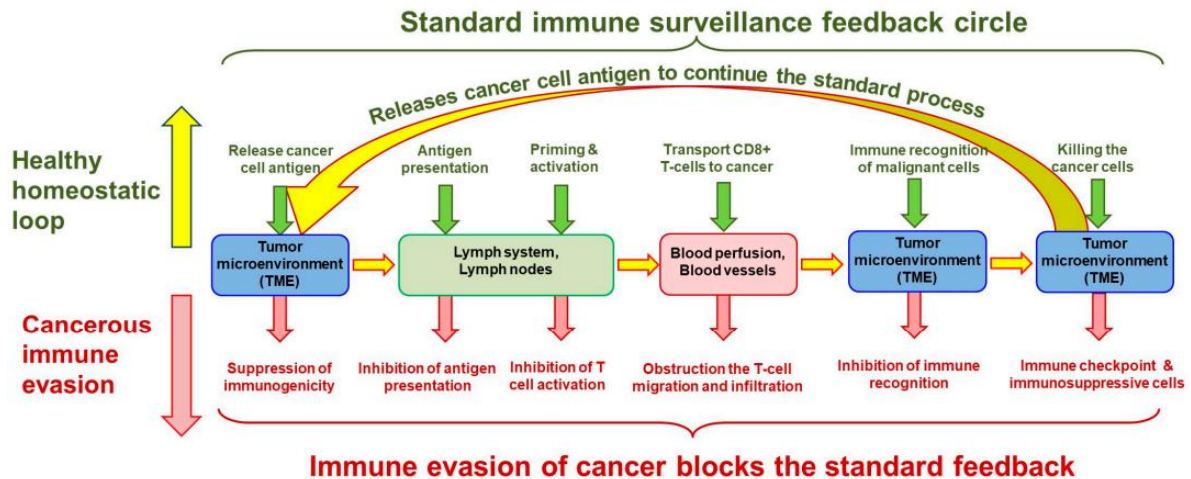 Standard immune surveillance feedback circle
Releases cancer cell antigen to continue the standard process
Healthy
homeostatic
loop
Release cancer
cell antigen
Antigen
presentation
Priming &
activation
Transport CD8+
T-cells to cancer
Immune recognition
of malignant cells
Killing the
cancer cells
Tumor
microenvironment
(TME)
Lymph system,
Lymph nodes
Blood perfusion,
Blood vessels
Tumor
microenvironment
(TME)
Tumor
microenvironment
(TME)
Cancerous
immune
evasion
Suppression of
immunogenicity
Inhibition of antigen
presentation
Inhibition of T
cell activation
Obstruction the T-cell
migration and infiltration
Inhibition of immune
recognition
Immune checkpoint &
immunosuppressive cells
Immune evasion of cancer blocks the standard feedback